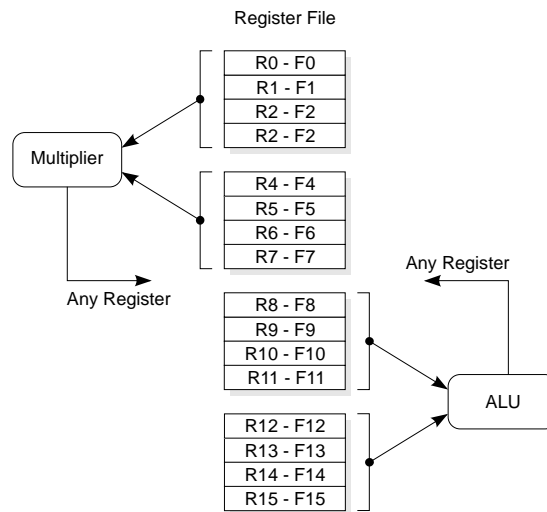 Register File
R0 - F0
R1 - F1
R2 - F2
R2 - F2
Multiplier
R4 - F4
R5 - F5
R6 - F6
R7 - F7
Any Register
Any Register
R8 - F8
R9 - F9
R10 - F10
R11 - F11
ALU
R12 - F12
R13 - F13
R14 - F14
R15 - F15